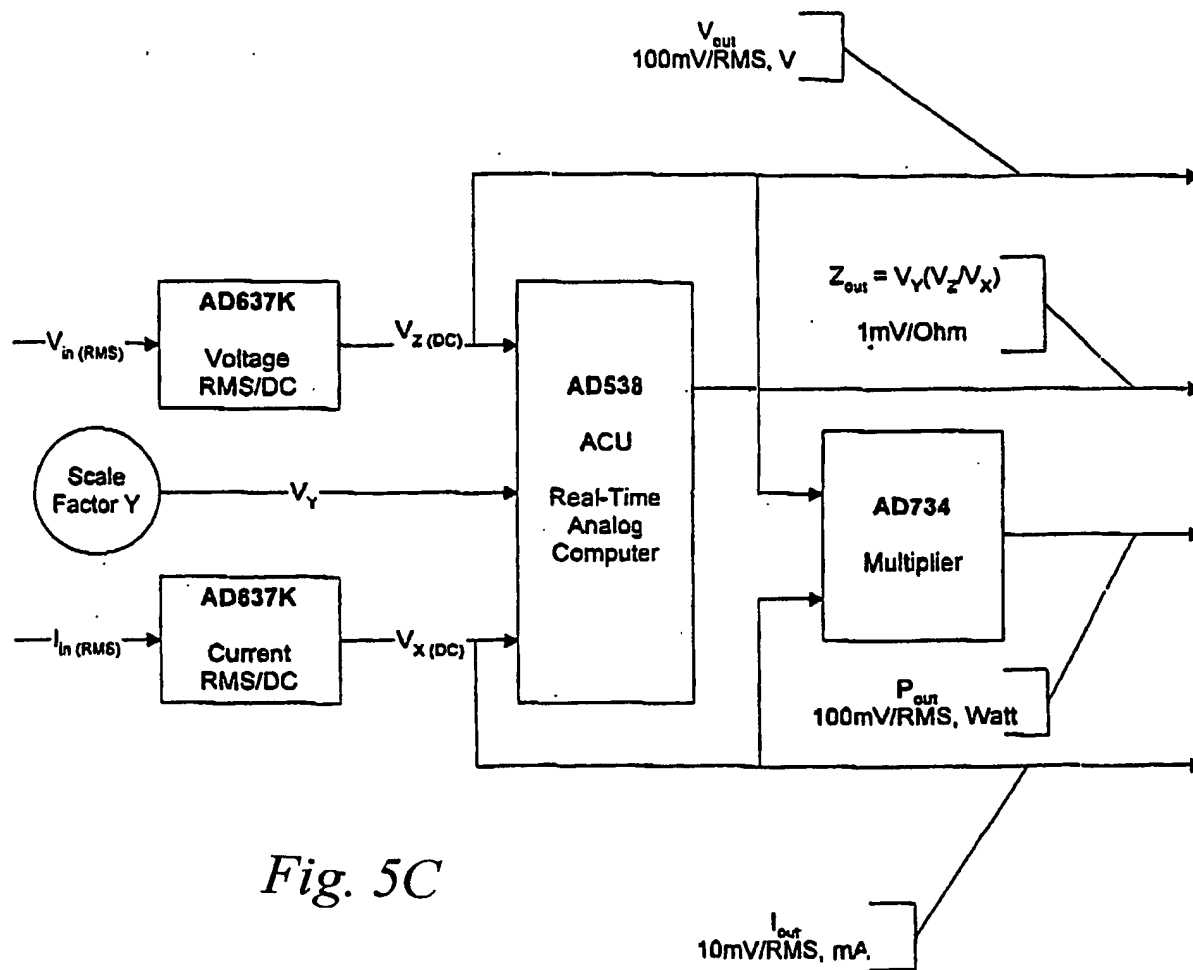 V_out
100mV/RMS, V
Z_out = V_Y(V_Z/V_X)
1mV/Ohm
AD637K
Voltage
RMS/DC
V_in (RMS)
V_Z (DC)
AD538
ACU
Real-Time
Analog
Computer
Scale
Factor Y
V_Y
AD734
Multiplier
AD637K
Current
RMS/DC
I_in (RMS)
V_X (DC)
P_out
100mV/RMS, Watt
Fig. 5C
I_out
10mV/RMS, mA